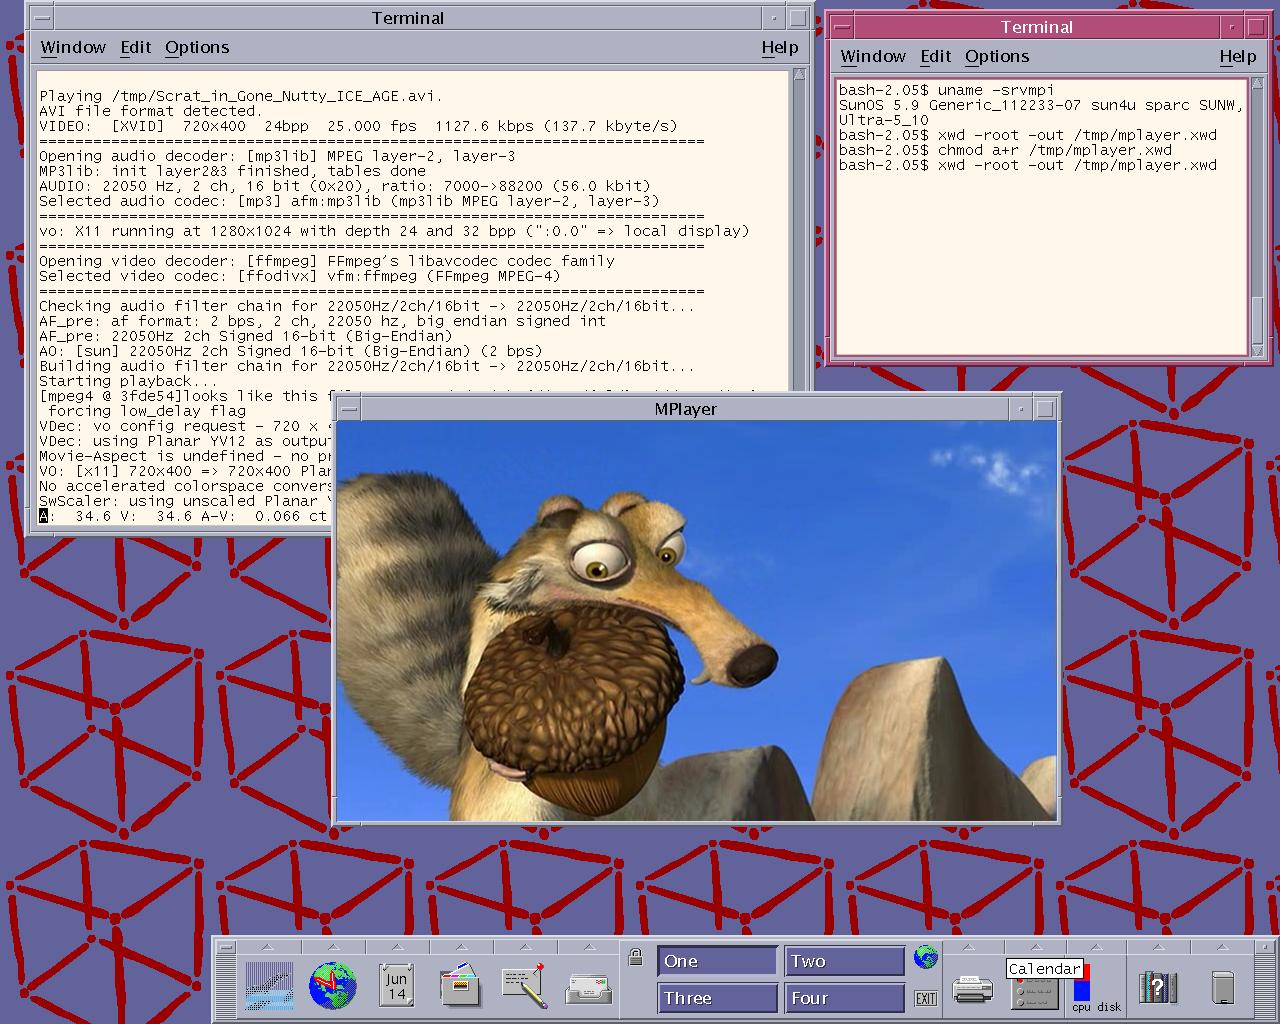 Terminal
Window Edit Options Help
Playing /tmp/Scrat_in_Gone_Nutty_ICE_AGE.avi.
AVI file format detected.
VIDEO:  [XVID]  720x400  24bpp  25.000 fps  1127.6 kbps (137.7 kbyte/s)
==========================================================================
Opening audio decoder: [mp3lib] MPEG layer-2, layer-3
MP3lib: init layer2&3 finished, tables done
AUDIO: 22050 Hz, 2 ch, 16 bit (0x20), ratio: 7000->88200 (56.0 kbit)
Selected audio codec: [mp3] afm:mp3lib (mp3lib MPEG layer-2, layer-3)
==========================================================================
vo: X11 running at 1280x1024 with depth 24 and 32 bpp (":0.0" => local display)
==========================================================================
Opening video decoder: [ffmpeg] FFmpeg's libavcodec codec family
Selected video codec: [ffodivx] vfm:ffmpeg (FFmpeg MPEG-4)
==========================================================================
Checking audio filter chain for 22050Hz/2ch/16bit -> 22050Hz/2ch/16bit...
AF_pre: af format: 2 bps, 2 ch, 22050 hz, big endian signed int
AF_pre: 22050Hz 2ch Signed 16-bit (Big-Endian)
AO: [sun] 22050Hz 2ch Signed 16-bit (Big-Endian) (2 bps)
Building audio filter chain for 22050Hz/2ch/16bit -> 22050Hz/2ch/16bit...
Starting playback...
[mpeg4 @ 3fde54]looks like this
 forcing low_delay flag
VDec: vo config request - 720 x
VDec: using Planar YV12 as output
Movie-Aspect is undefined - no
VO: [x11] 720x400 => 720x400
No accelerated colorspace
SwScaler: using unscaled Planar
A:  34.6 V:  34.6 A-V:  0.066 ct
Terminal
Window Edit Options Help
bash-2.05$ uname -srvmpi
SunOS 5.9 Generic_112233-07 sun4u sparc SUNW,
Ultra-5_10
bash-2.05$ xwd -root -out /tmp/mplayer.xwd
bash-2.05$ chmod a+r /tmp/mplayer.xwd
bash-2.05$ xwd -root -out /tmp/mplayer.xwd
MPlayer
Jun
14
One
Two
Three
Four
EXIT
Calendar
cpu disk
?